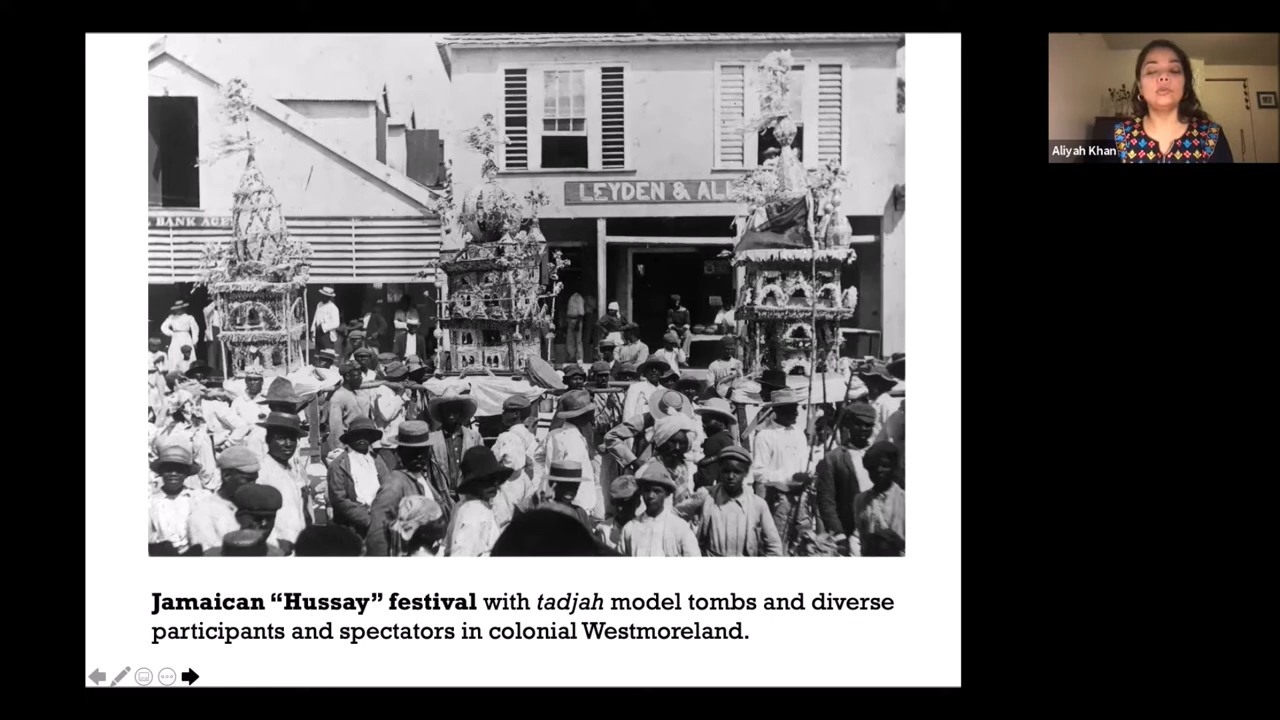 Aliyah Khan
LEYDEN & ALL
BANK AGE
Jamaican “Hussay” festival with tadjah model tombs and diverse
participants and spectators in colonial Westmoreland.